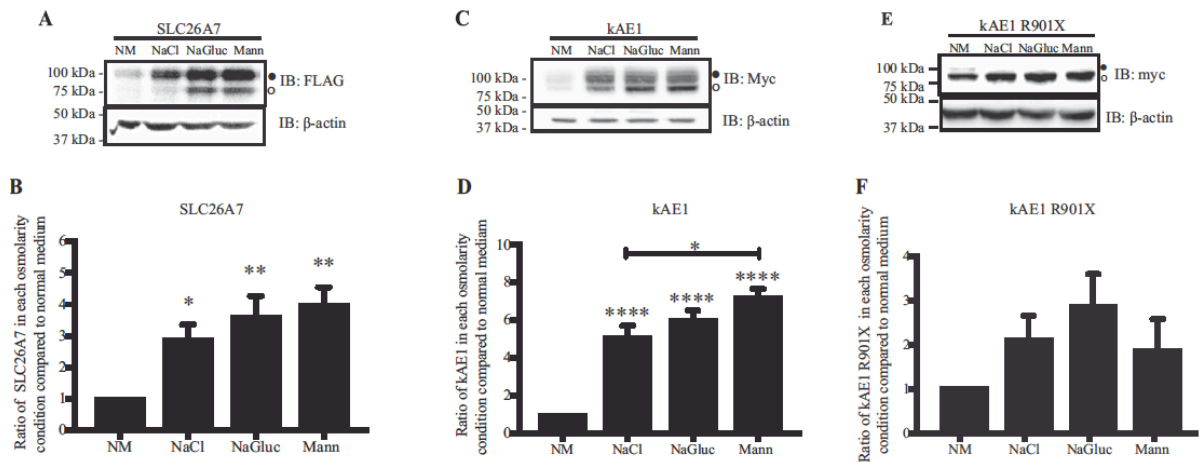 A
SLC26A7
NM NaCl NaGluc Mann
100 kDa -
75 kDa -
50 kDa -
37 kDa -
● IB: FLAG
○
IB: β-actin
C
kAE1
NM NaCl NaGluc Mann
100 kDa -
75 kDa -
50 kDa -
37 kDa -
● IB: Myc
○
IB: β-actin
E
kAE1 R901X
NM NaCl NaGluc Mann
100 kDa
75 kDa
50 kDa
37 kDa
●
○ IB: myc
IB: β-actin
B
SLC26A7
Ratio of SLC26A7 in each osmolarity
condition compared to normal medium
6
5
4
3
2
1
0
* ** **
NM NaCl NaGluc Mann
D
kAE1
Ratio of kAE1 in each osmolarity
condition compared to normal medium
10
8
6
4
2
0
*
**** **** ****
NM NaCl NaGluc Mann
F
kAE1 R901X
Ratio of kAE1 R901X in each osmolarity
condition compared to normal medium
4
3
2
1
0
NM NaCl NaGluc Mann